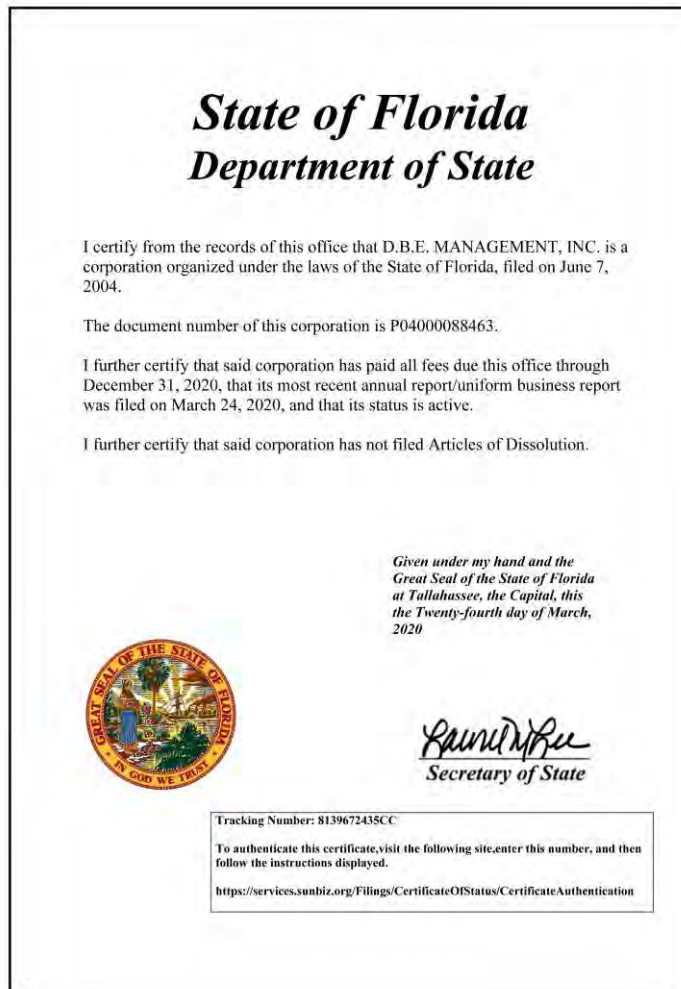 State of Florida
Department of State
I certify from the records of this office that D.B.E. MANAGEMENT, INC. is a
corporation organized under the laws of the State of Florida, filed on June 7,
2004.
The document number of this corporation is P04000088463.
I further certify that said corporation has paid all fees due this office through
December 31, 2020, that its most recent annual report/uniform business report
was filed on March 24, 2020, and that its status is active.
I further certify that said corporation has not filed Articles of Dissolution.
Given under my hand and the
Great Seal of the State of Florida
at Tallahassee, the Capital, this
the Twenty-fourth day of March,
2020
GREAT SEAL OF THE STATE OF FLORIDA
IN GOD WE TRUST
Secretary of State
Tracking Number: 8139672435CC
To authenticate this certificate,visit the following site,enter this number, and then
follow the instructions displayed.
https://services.sunbiz.org/Filings/CertificateOfStatus/CertificateAuthentication